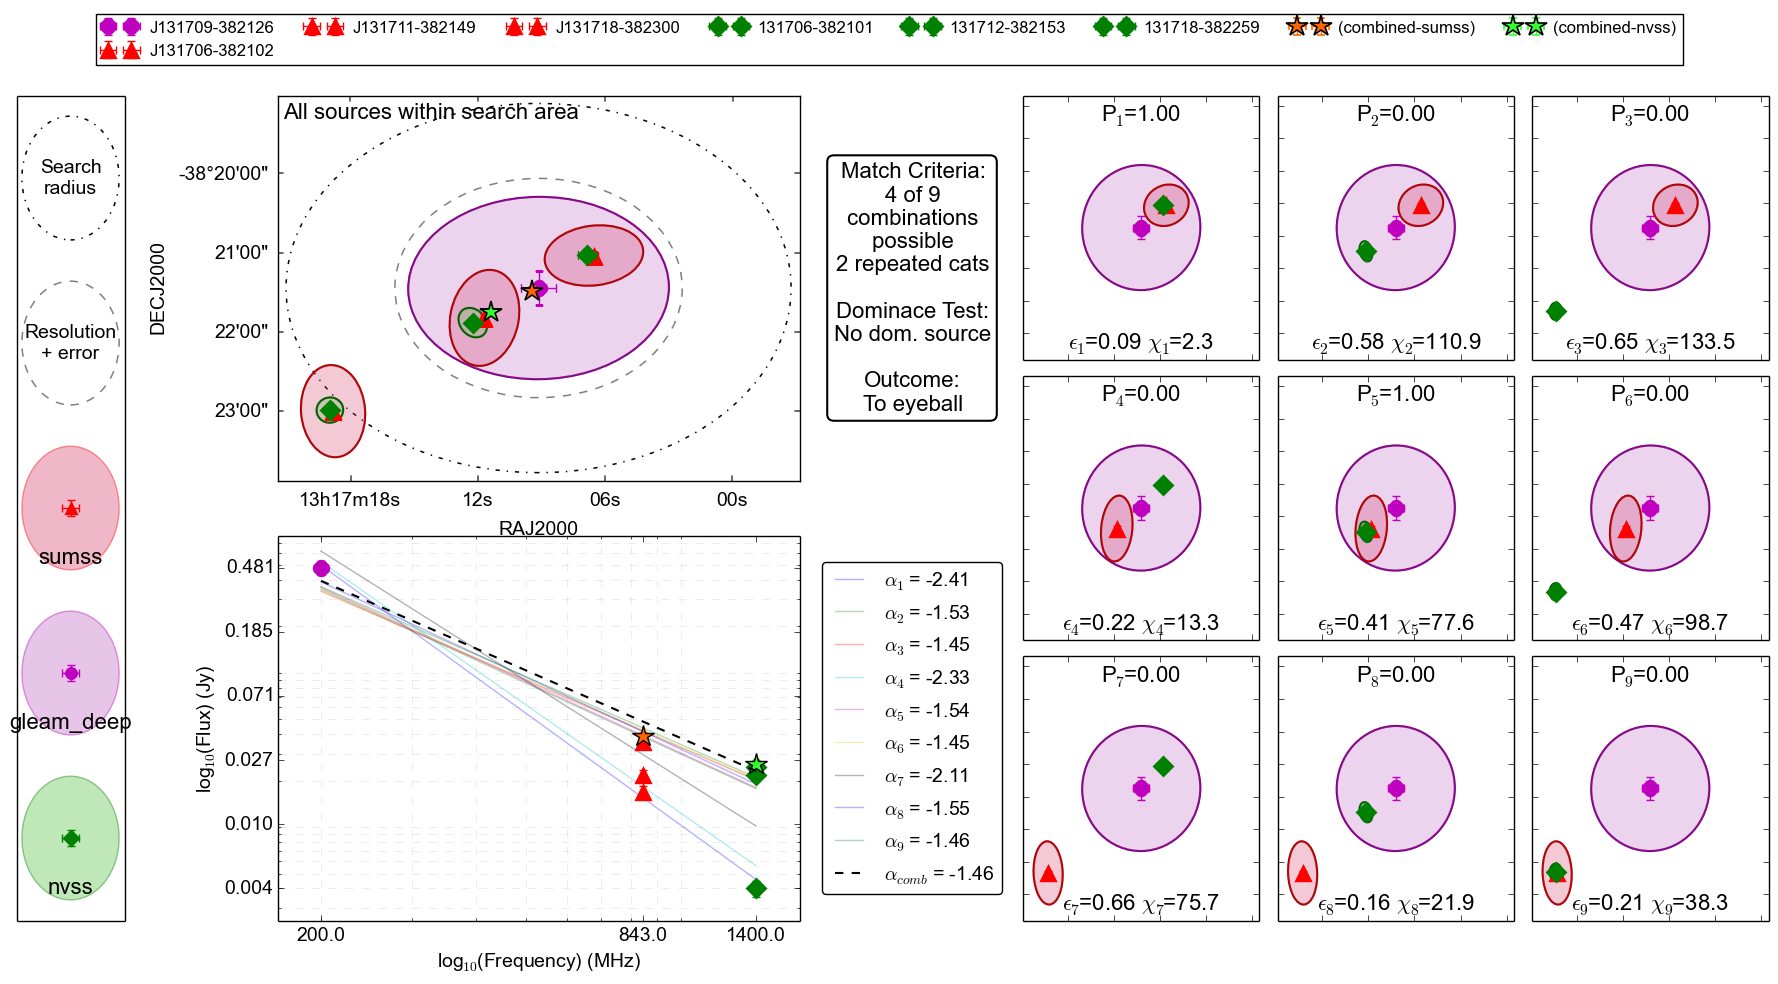 J131709-382126 J131711-382149 J131718-382300 131706-382101 131712-382153 131718-382259 (combined-sumss) (combined-nvss)
J131706-382102
Search
radius
Resolution
+ error
sumss
gleam_deep
nvss
All sources within search area
DECJ2000
-38°20'00"
21'00"
22'00"
23'00"
13h17m18s 12s 06s 00s
RAJ2000
Match Criteria:
4 of 9
combinations
possible
2 repeated cats
Dominace Test:
No dom. source
Outcome:
To eyeball
log₁₀(Flux) (Jy)
0.481
0.185
0.071
0.027
0.010
0.004
200.0 843.0 1400.0
log₁₀(Frequency) (MHz)
α₁ = -2.41
α₂ = -1.53
α₃ = -1.45
α₄ = -2.33
α₅ = -1.54
α₆ = -1.45
α₇ = -2.11
α₈ = -1.55
α₉ = -1.46
α_comb = -1.46
P₁=1.00
ϵ₁=0.09 χ₁=2.3
P₂=0.00
ϵ₂=0.58 χ₂=110.9
P₃=0.00
ϵ₃=0.65 χ₃=133.5
P₄=0.00
ϵ₄=0.22 χ₄=13.3
P₅=1.00
ϵ₅=0.41 χ₅=77.6
P₆=0.00
ϵ₆=0.47 χ₆=98.7
P₇=0.00
ϵ₇=0.66 χ₇=75.7
P₈=0.00
ϵ₈=0.16 χ₈=21.9
P₉=0.00
ϵ₉=0.21 χ₉=38.3